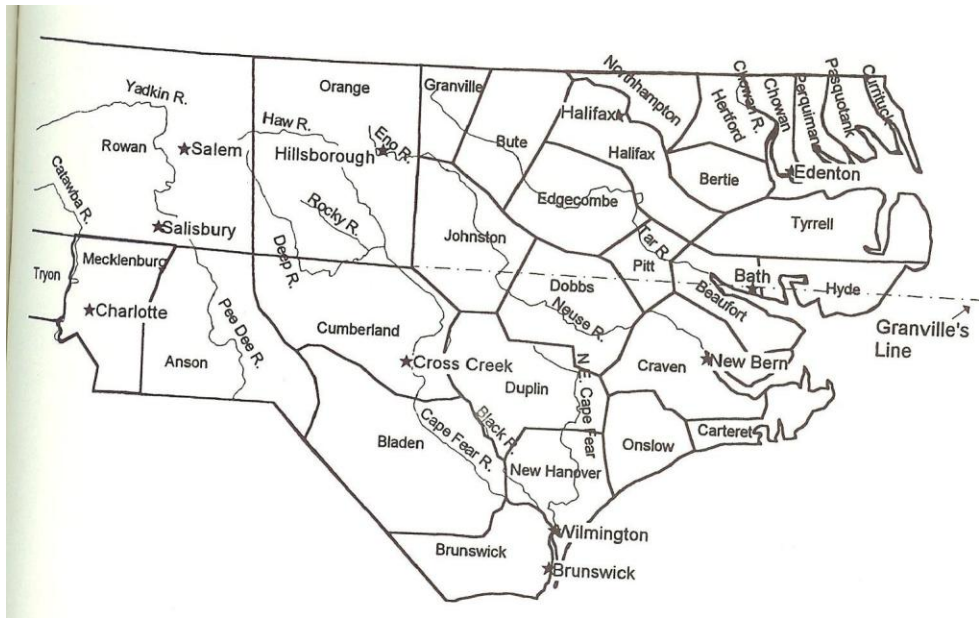 Yadkin R.
Rowan
Salem
Catawba R.
Salisbury
Tryon
Mecklenburg
Charlotte
Anson
Pee Dee R.
Orange
Haw R.
Hillsborough
Eno R.
Rocky R.
Deep R.
Cumberland
Cross Creek
Bladen
Cape Fear R.
Black R.
Brunswick
Granville
Bute
Johnston
Halifax
Halifax
Northampton
Hertford
Chowan R.
Chowan
Perquiman
Pasquotank
Currituck
Bertie
Edenton
Edgecombe
Tyrrell
Tar R.
Pitt
Dobbs
Neuse R.
Bath
Beaufort
Hyde
Granville's
Line
Craven
New Bern
Duplin
N.E. Cape Fear
Onslow
Carteret
New Hanover
Wilmington
Brunswick